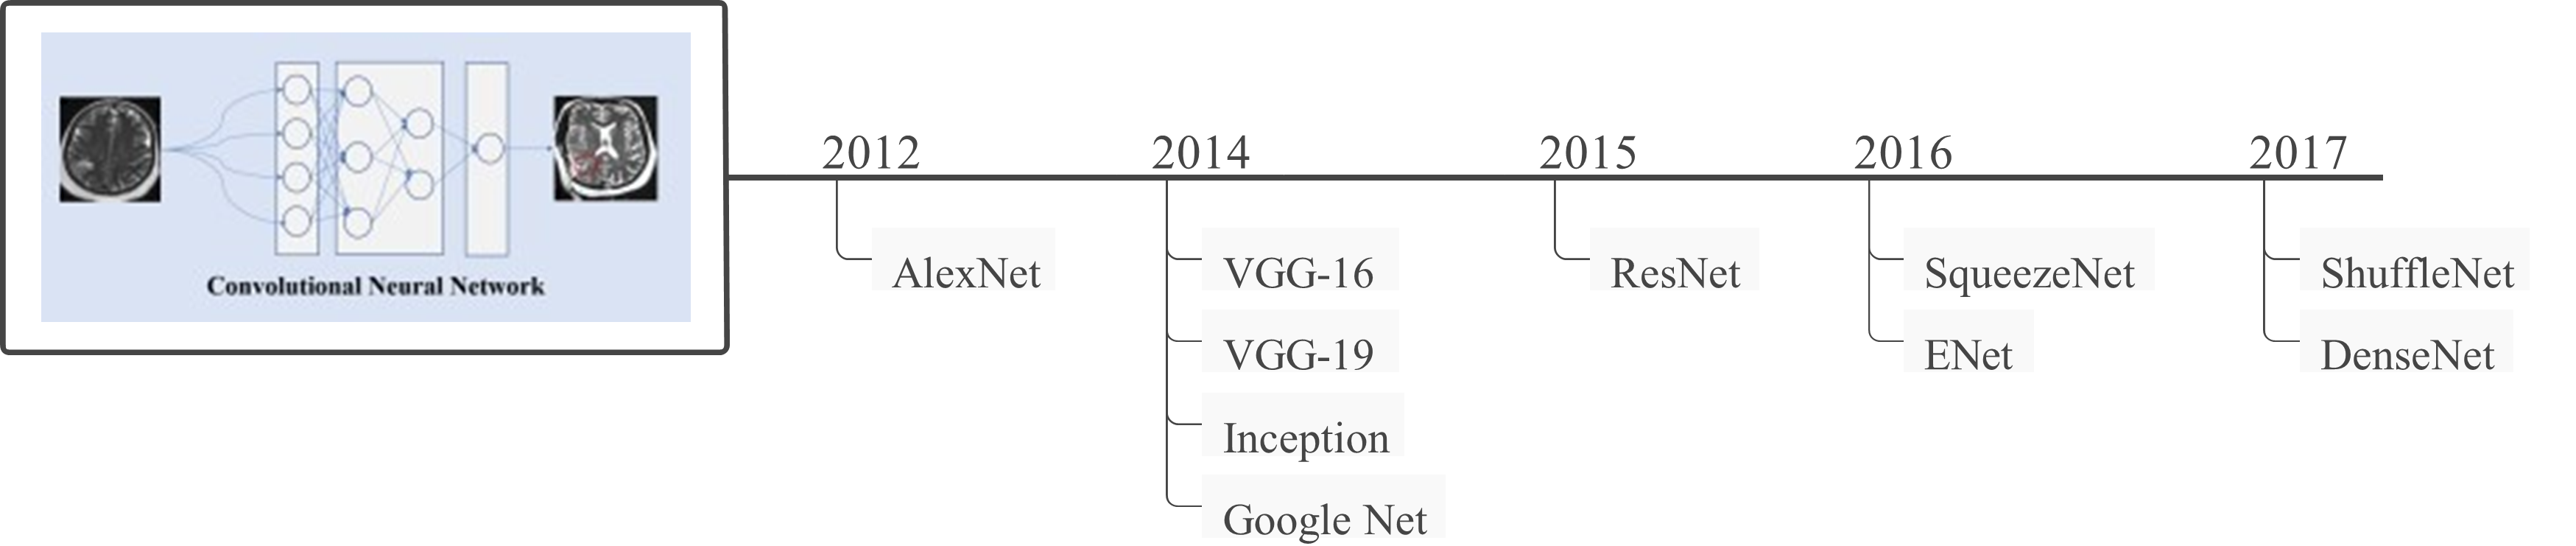 Convolutional Neural Network
2012
AlexNet
2014
VGG-16
VGG-19
Inception
Google Net
2015
ResNet
2016
SqueezeNet
ENet
2017
ShuffleNet
DenseNet